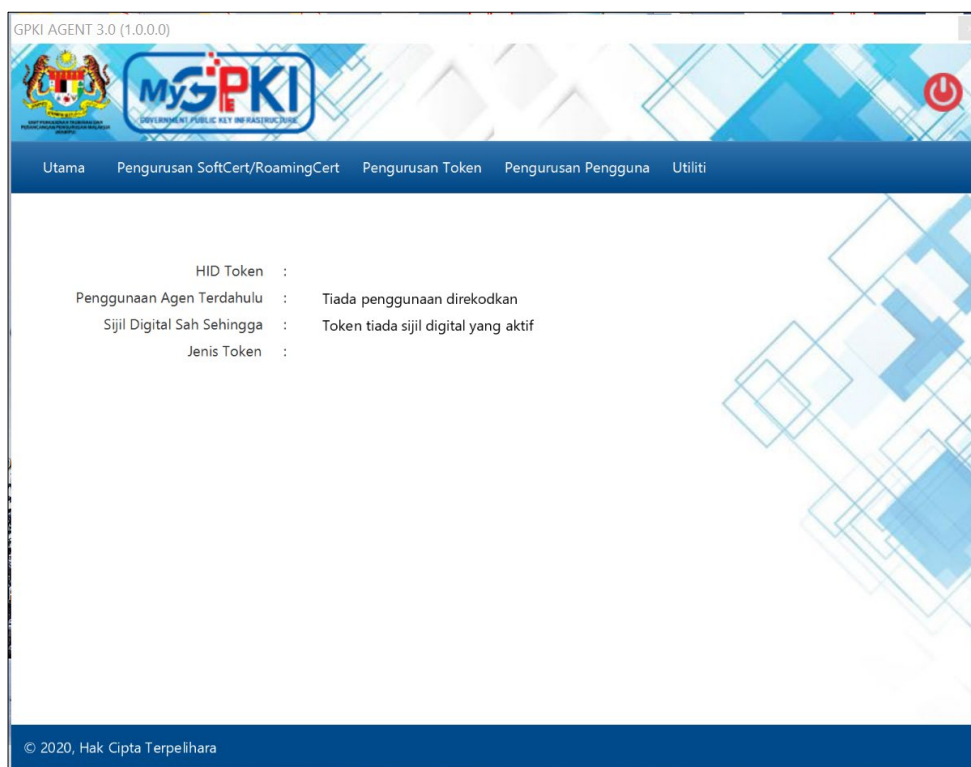 GPKI AGENT 3.0 (1.0.0.0)
MyGPKI
GOVERNMENT PUBLIC KEY INFRASTRUCTURE
Utama Pengurusan SoftCert/RoamingCert Pengurusan Token Pengurusan Pengguna Utiliti
HID Token :
Penggunaan Agen Terdahulu : Tiada penggunaan direkodkan
Sijil Digital Sah Sehingga : Token tiada sijil digital yang aktif
Jenis Token :
© 2020, Hak Cipta Terpelihara